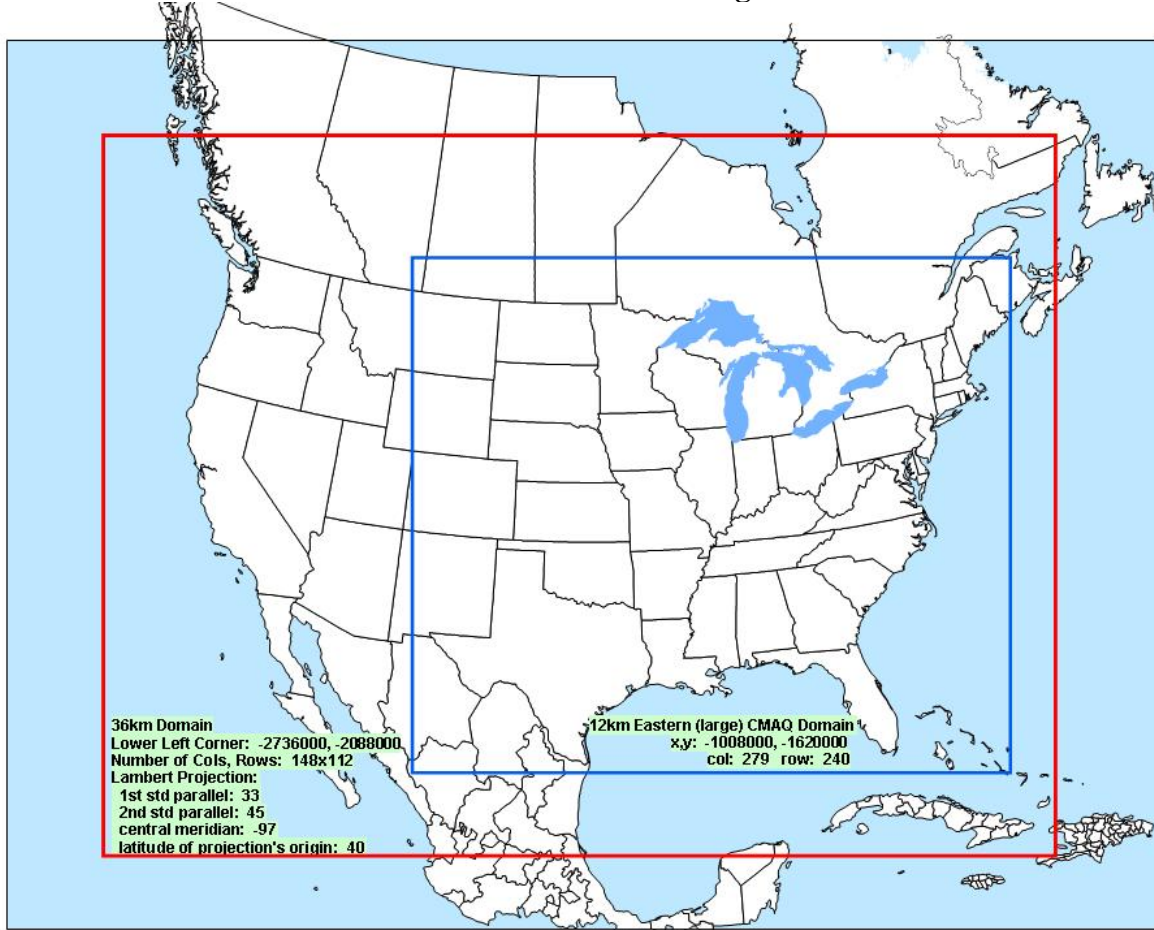 36km Domain
Lower Left Corner: -2736000, -2088000
Number of Cols, Rows: 148x112
Lambert Projection:
1st std parallel: 33
2nd std parallel: 45
central meridian: -97
latitude of projection's origin: 40
12km Eastern (large) CMAQ Domain
x,y: -1008000, -1620000
col: 279 row: 240